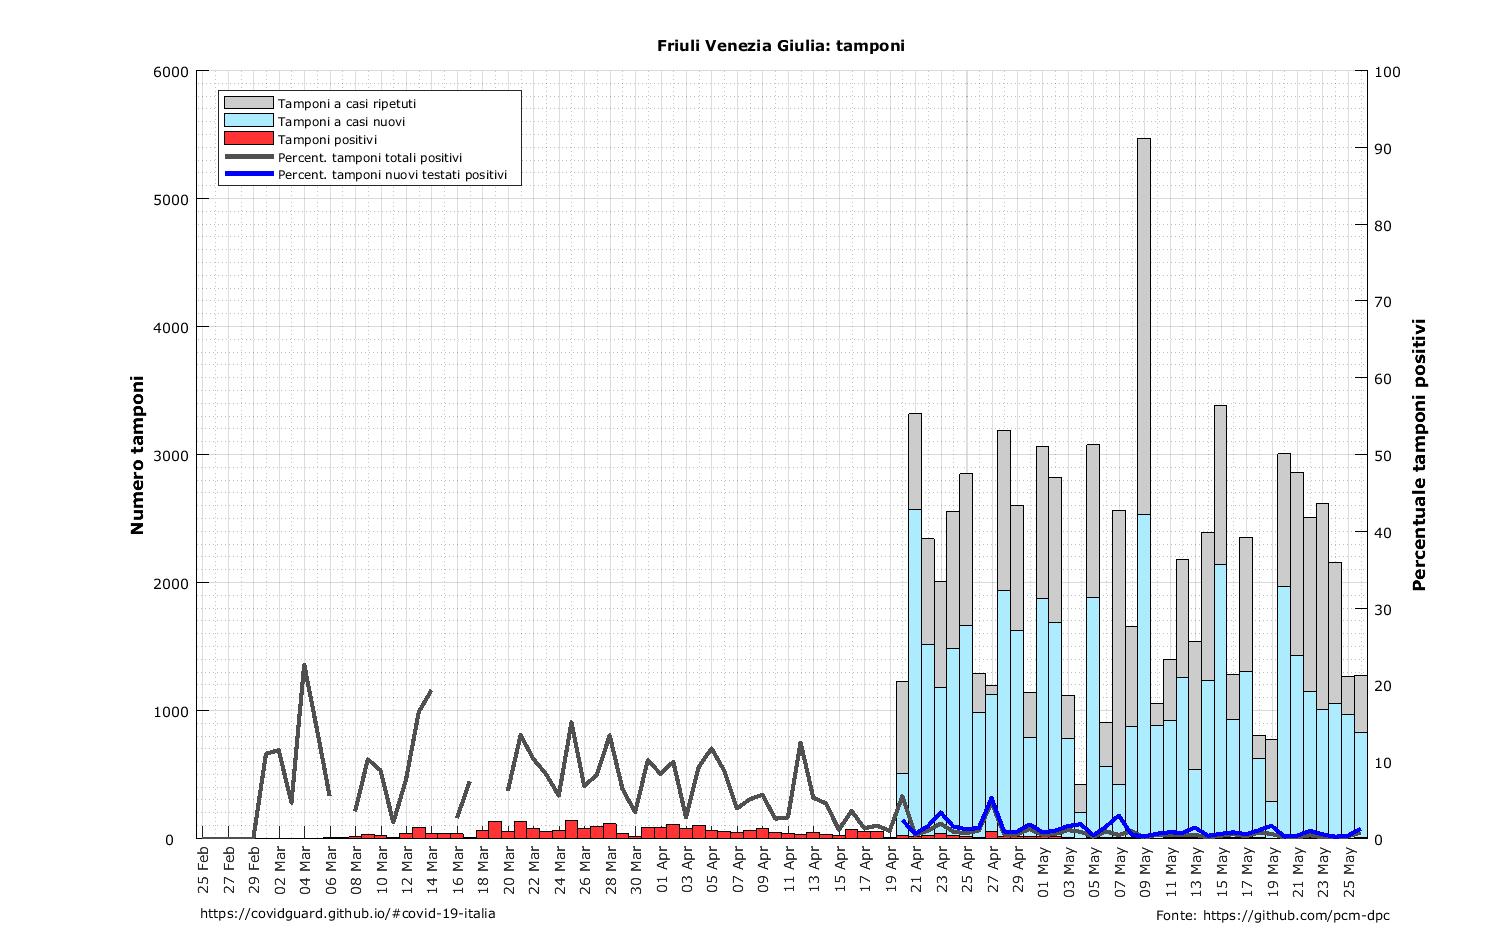 Friuli Venezia Giulia: tamponi
Tamponi a casi ripetuti
Tamponi a casi nuovi
Tamponi positivi
Percent. tamponi totali positivi
Percent. tamponi nuovi testati positivi
Numero tamponi
6000
5000
4000
3000
2000
1000
0
Percentuale tamponi positivi
100
90
80
70
60
50
40
30
20
10
0
25 Feb
27 Feb
29 Feb
02 Mar
04 Mar
06 Mar
08 Mar
10 Mar
12 Mar
14 Mar
16 Mar
18 Mar
20 Mar
22 Mar
24 Mar
26 Mar
28 Mar
30 Mar
01 Apr
03 Apr
05 Apr
07 Apr
09 Apr
11 Apr
13 Apr
15 Apr
17 Apr
19 Apr
21 Apr
23 Apr
25 Apr
27 Apr
29 Apr
01 May
03 May
05 May
07 May
09 May
11 May
13 May
15 May
17 May
19 May
21 May
23 May
25 May
https://covidguard.github.io/#covid-19-italia
Fonte: https://github.com/pcm-dpc